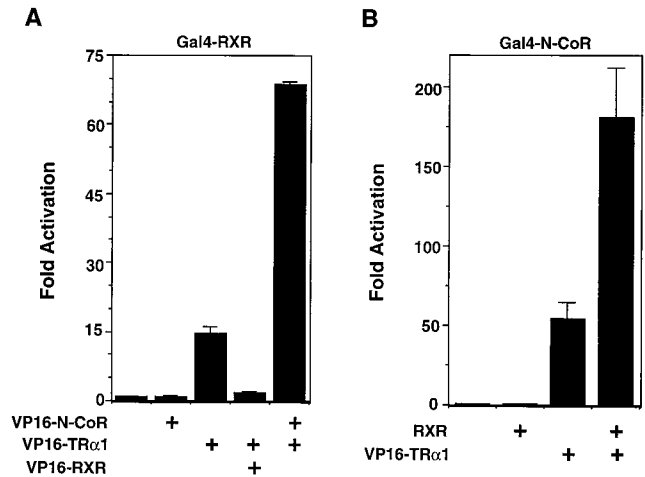 A
Gal4-RXR
Fold Activation
75
60
45
30
15
0
VP16-N-CoR + +
VP16-TRα1 + + +
VP16-RXR +
B
Gal4-N-CoR
Fold Activation
200
150
100
50
0
RXR + +
VP16-TRα1 + +